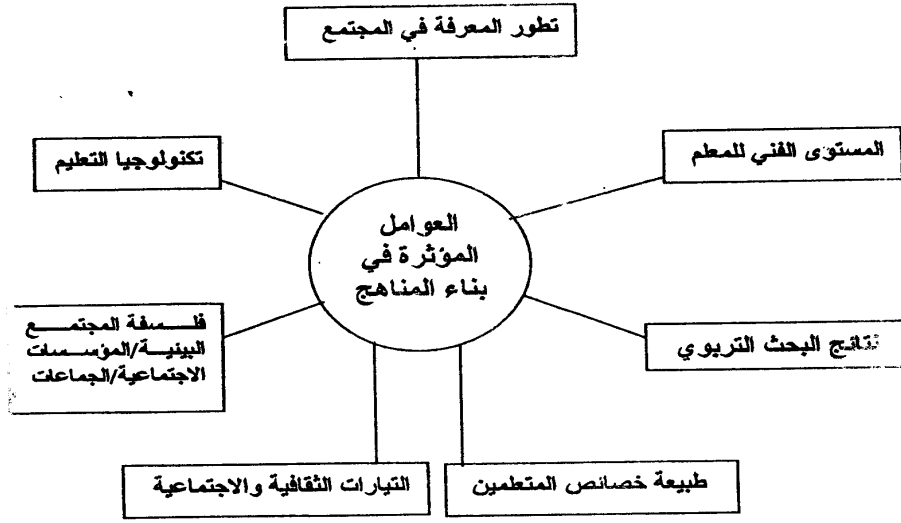 تطور المعرفة في المجتمع
المستوى الفني للمعلم
تكنولوجيا التعليم
العوامل
المؤثرة في
بناء المناهج
نتائج البحث التربوي
فلسفة المجتمع
البينية/المؤسسات
الاجتماعية/الجماعات
طبيعة خصائص المتعلمين
التيارات الثقافية والاجتماعية